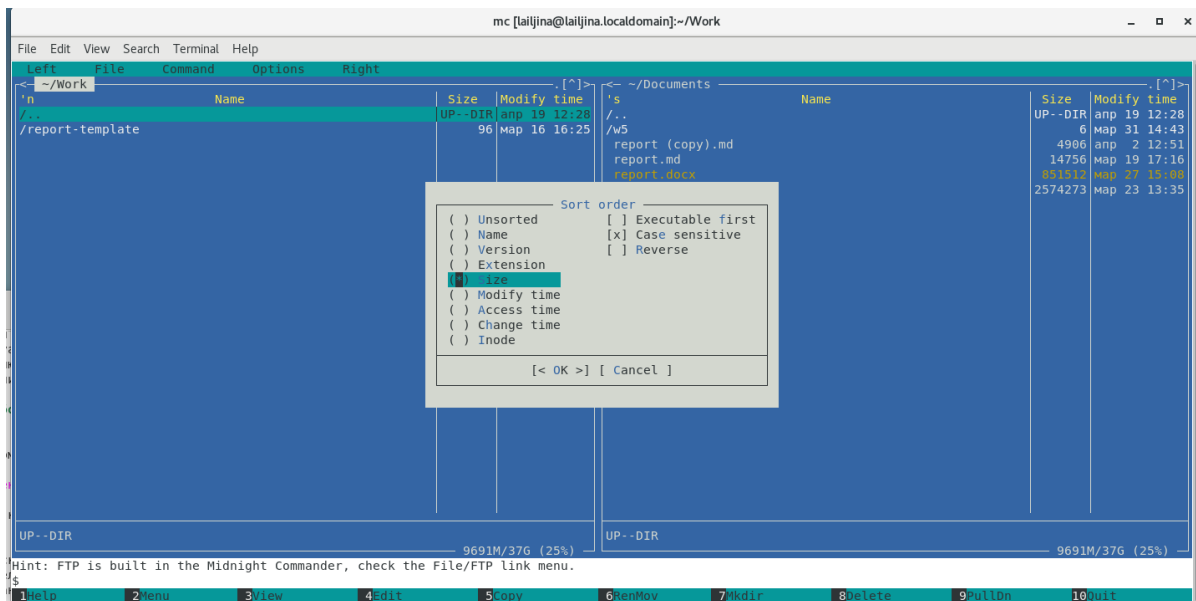 mc [lailjina@lailjina.localdomain]:~/Work
File Edit View Search Terminal Help
Left File Command Options Right
<- ~/Work .[^]>
'n Name Size Modify time
/.. UP--DIR апр 19 12:28
/report-template 96 мар 16 16:25
UP--DIR
9691M/37G (25%)
<- ~/Documents .[^]>
's Name Size Modify time
/.. UP--DIR апр 19 12:28
/w5 6 мар 31 14:43
report (copy).md 4906 апр 2 12:51
report.md 14756 мар 19 17:16
report.docx 851512 мар 27 15:08
2574273 мар 23 13:35
UP--DIR
9691M/37G (25%)
Sort order
( ) Unsorted [ ] Executable first
( ) Name [x] Case sensitive
( ) Version [ ] Reverse
( ) Extension
(*) Size
( ) Modify time
( ) Access time
( ) Change time
( ) Inode
[< OK >] [ Cancel ]
Hint: FTP is built in the Midnight Commander, check the File/FTP link menu.
$
1Help 2Menu 3View 4Edit 5Copy 6RenMov 7Mkdir 8Delete 9PullDn 10Quit